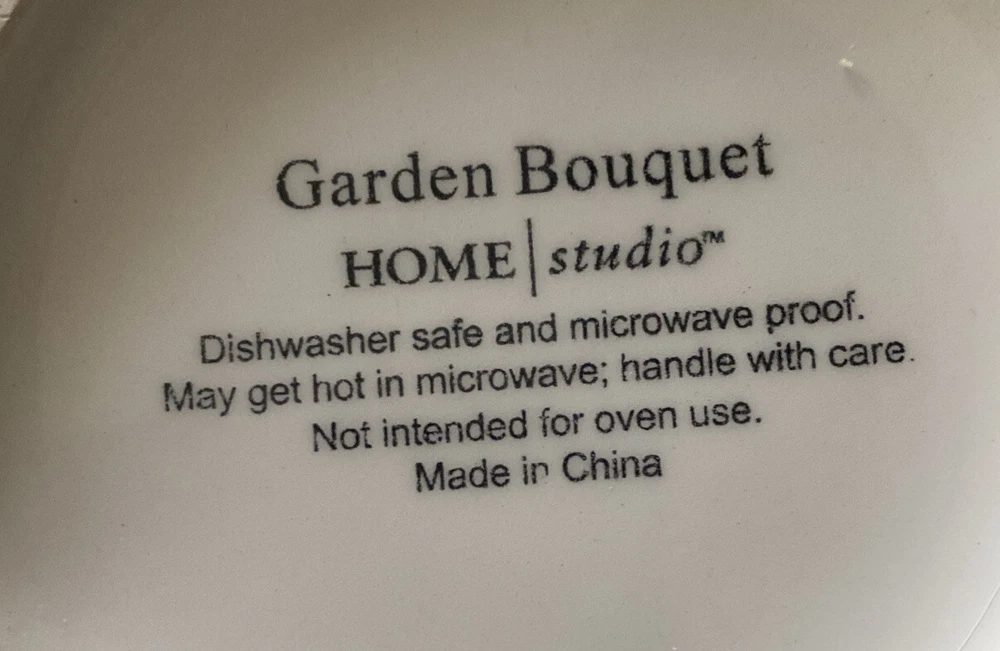 Garden Bouquet
HOME|studio™
Dishwasher safe and microwave proof.
May get hot in microwave; handle with care.
Not intended for oven use.
Made in China